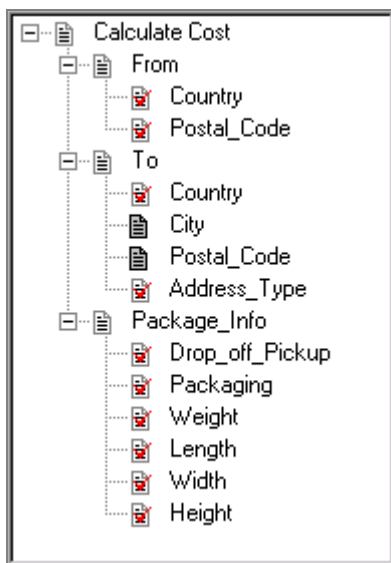 Calculate Cost
From
Country
Postal_Code
To
Country
City
Postal_Code
Address_Type
Package_Info
Drop_off_Pickup
Packaging
Weight
Length
Width
Height